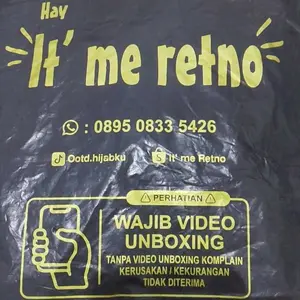 Hay
It' me retno
: 0895 0833 5426
Ootd.hijabku It' me Retno
PERHATIAN
WAJIB VIDEO
UNBOXING
TANPA VIDEO UNBOXING KOMPLAIN
KERUSAKAN / KEKURANGAN
TIDAK DITERIMA